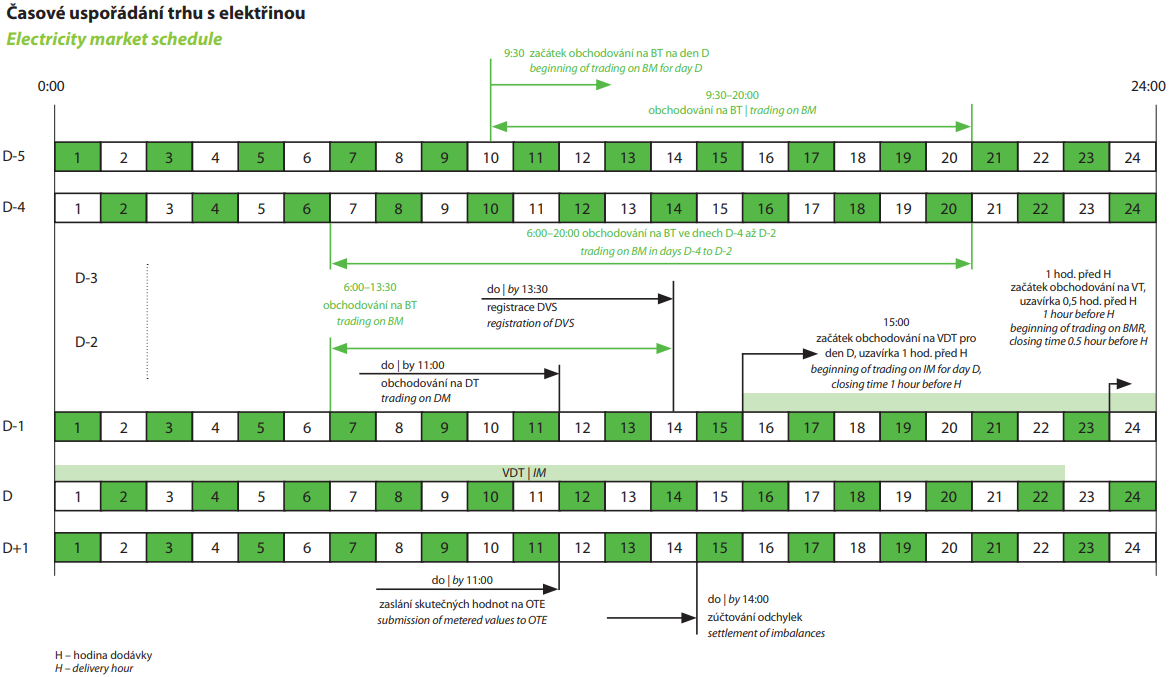 Časové uspořádání trhu s elektřinou
Electricity market schedule
9:30 začátek obchodování na BT na den D
beginning of trading on BM for day D
0:00
24:00
9:30–20:00
obchodování na BT | trading on BM
D-5
1 2 3 4 5 6 7 8 9 10 11 12 13 14 15 16 17 18 19 20 21 22 23 24
D-4
1 2 3 4 5 6 7 8 9 10 11 12 13 14 15 16 17 18 19 20 21 22 23 24
6:00–20:00 obchodování na BT ve dnech D-4 až D-2
trading on BM in days D-4 to D-2
D-3
D-2
6:00–13:30
obchodování na BT
trading on BM
do | by 13:30
registrace DVS
registration of DVS
do | by 11:00
obchodování na DT
trading on DM
15:00
začátek obchodování na VDT pro
den D, uzavírka 1 hod. před H
beginning of trading on IM for day D,
closing time 1 hour before H
1 hod. před H
začátek obchodování na VT,
uzavírka 0,5 hod. před H
1 hour before H
beginning of trading on BMR,
closing time 0.5 hour before H
D-1
1 2 3 4 5 6 7 8 9 10 11 12 13 14 15 16 17 18 19 20 21 22 23 24
VDT | IM
D
1 2 3 4 5 6 7 8 9 10 11 12 13 14 15 16 17 18 19 20 21 22 23 24
D+1
1 2 3 4 5 6 7 8 9 10 11 12 13 14 15 16 17 18 19 20 21 22 23 24
do | by 11:00
zaslání skutečných hodnot na OTE
submission of metered values to OTE
do | by 14:00
zúčtování odchylek
settlement of imbalances
H – hodina dodávky
H – delivery hour